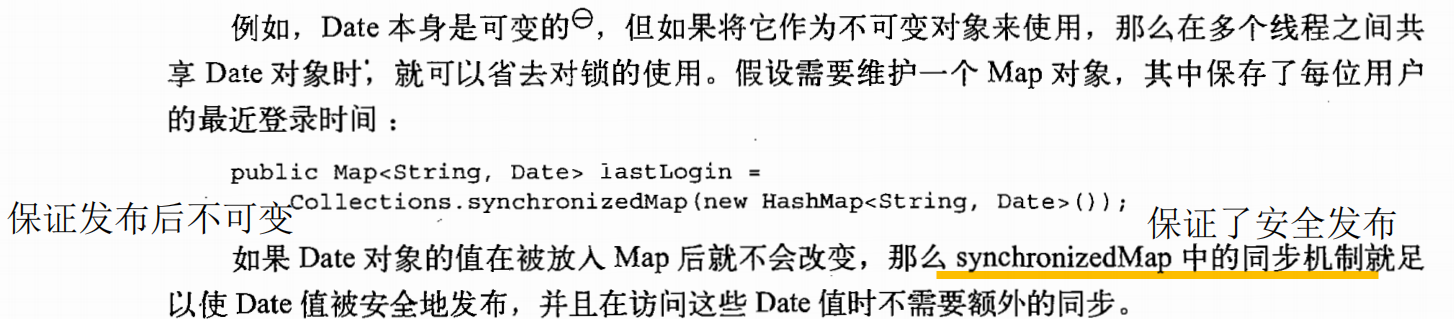 例如，Date 本身是可变的㊀，但如果将它作为不可变对象来使用，那么在多个线程之间共
享 Date 对象时，就可以省去对锁的使用。假设需要维护一个 Map 对象，其中保存了每位用户
的最近登录时间：
public Map<String, Date> lastLogin =
保证发布后不可变
Collections.synchronizedMap(new HashMap<String, Date>());
保证了安全发布
如果 Date 对象的值在被放入 Map 后就不会改变，那么 synchronizedMap 中的同步机制就足
以使 Date 值被安全地发布，并且在访问这些 Date 值时不需要额外的同步。